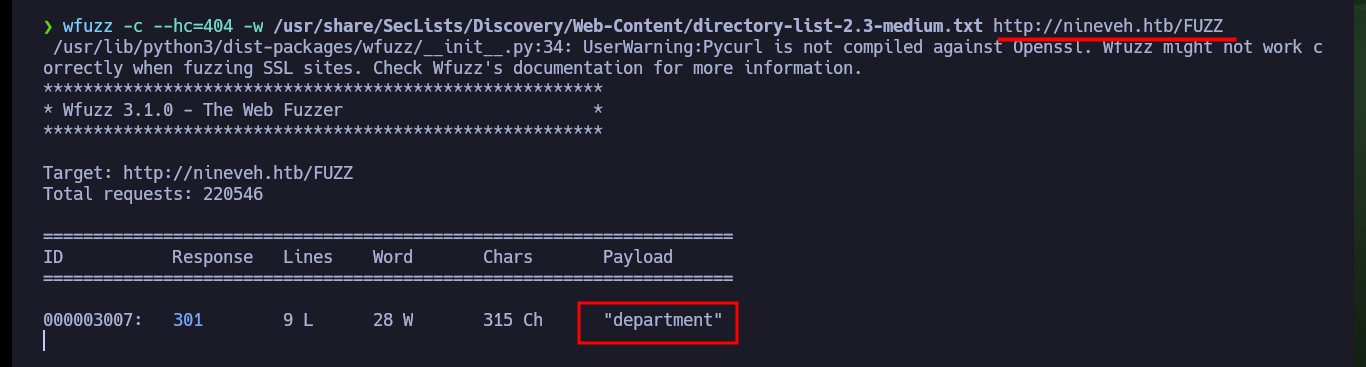 ❯ wfuzz -c --hc=404 -w /usr/share/SecLists/Discovery/Web-Content/directory-list-2.3-medium.txt http://nineveh.htb/FUZZ
/usr/lib/python3/dist-packages/wfuzz/__init__.py:34: UserWarning:Pycurl is not compiled against Openssl. Wfuzz might not work c
orrectly when fuzzing SSL sites. Check Wfuzz's documentation for more information.
********************************************************
* Wfuzz 3.1.0 - The Web Fuzzer                         *
********************************************************
Target: http://nineveh.htb/FUZZ
Total requests: 220546
=====================================================================
ID           Response   Lines    Word       Chars       Payload
=====================================================================
000003007:   301        9 L      28 W       315 Ch      "department"